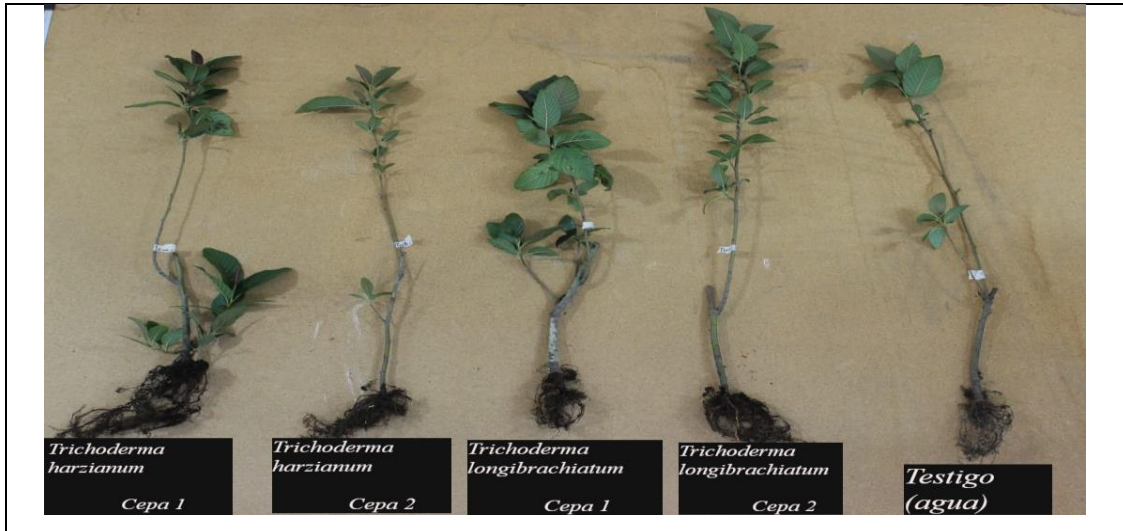 Trichoderma
harzianum
Cepa 1
Trichoderma
harzianum
Cepa 2
Trichoderma
longibrachiatum
Cepa 1
Trichoderma
longibrachiatum
Cepa 2
Testigo
(agua)